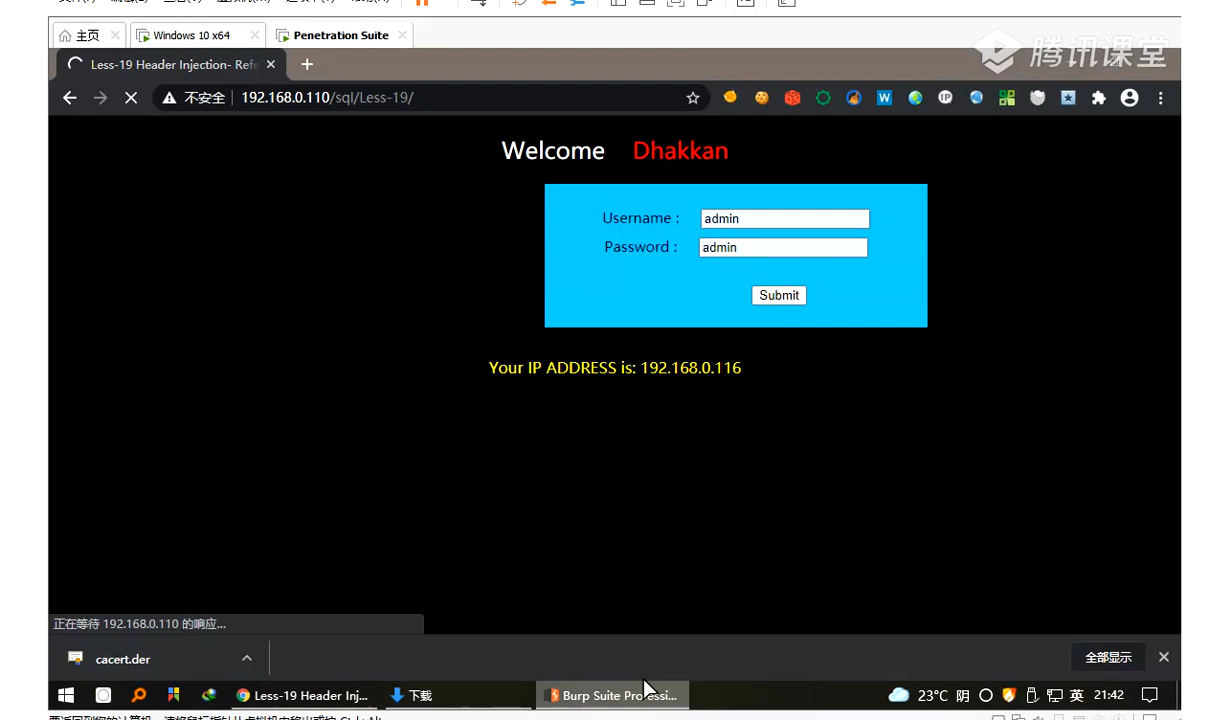 主页
Windows 10 x64
Penetration Suite
腾讯课堂
Less-19 Header Injection- Refe
不安全
192.168.0.110/sql/Less-19/
Welcome Dhakkan
Username :
admin
Password :
admin
Submit
Your IP ADDRESS is: 192.168.0.116
正在等待 192.168.0.110 的响应...
cacert.der
全部显示
Less-19 Header Inj...
下载
Burp Suite Professi...
23°C 阴
英
21:42